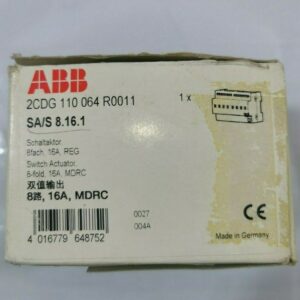 ABB
2CDG 110 064 R0011
1 x
SA/S 8.16.1
Schaltaktor,
8fach, 16A, REG
Switch Actuator,
8-fold, 16A, MDRC
双值输出
8路, 16A, MDRC
0027
004A
CE
Made in Germany
4 016779 648752